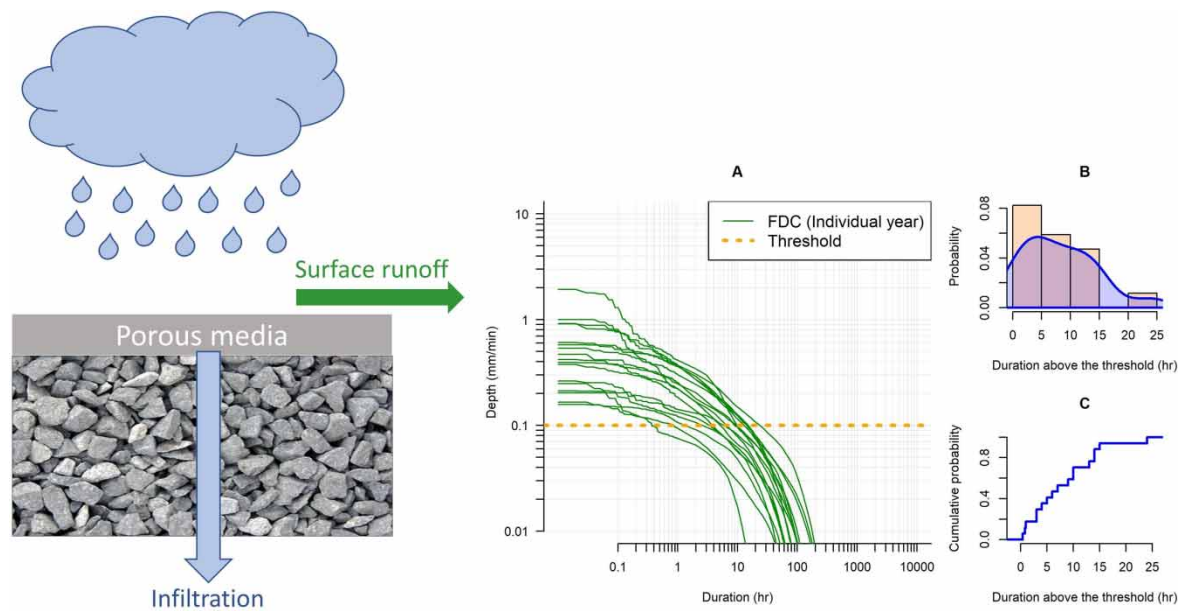 Surface runoff
Porous media
Infiltration
A
FDC (Individual year)
Threshold
Depth (mm/min)
10
1
0.1
0.01
0.1 1 10 100 1000 10000
Duration (hr)
B
Probability
0.08
0.04
0.00
0 5 10 15 20 25
Duration above the threshold (hr)
C
Cumulative probability
0.8
0.4
0.0
0 5 10 15 20 25
Duration above the threshold (hr)